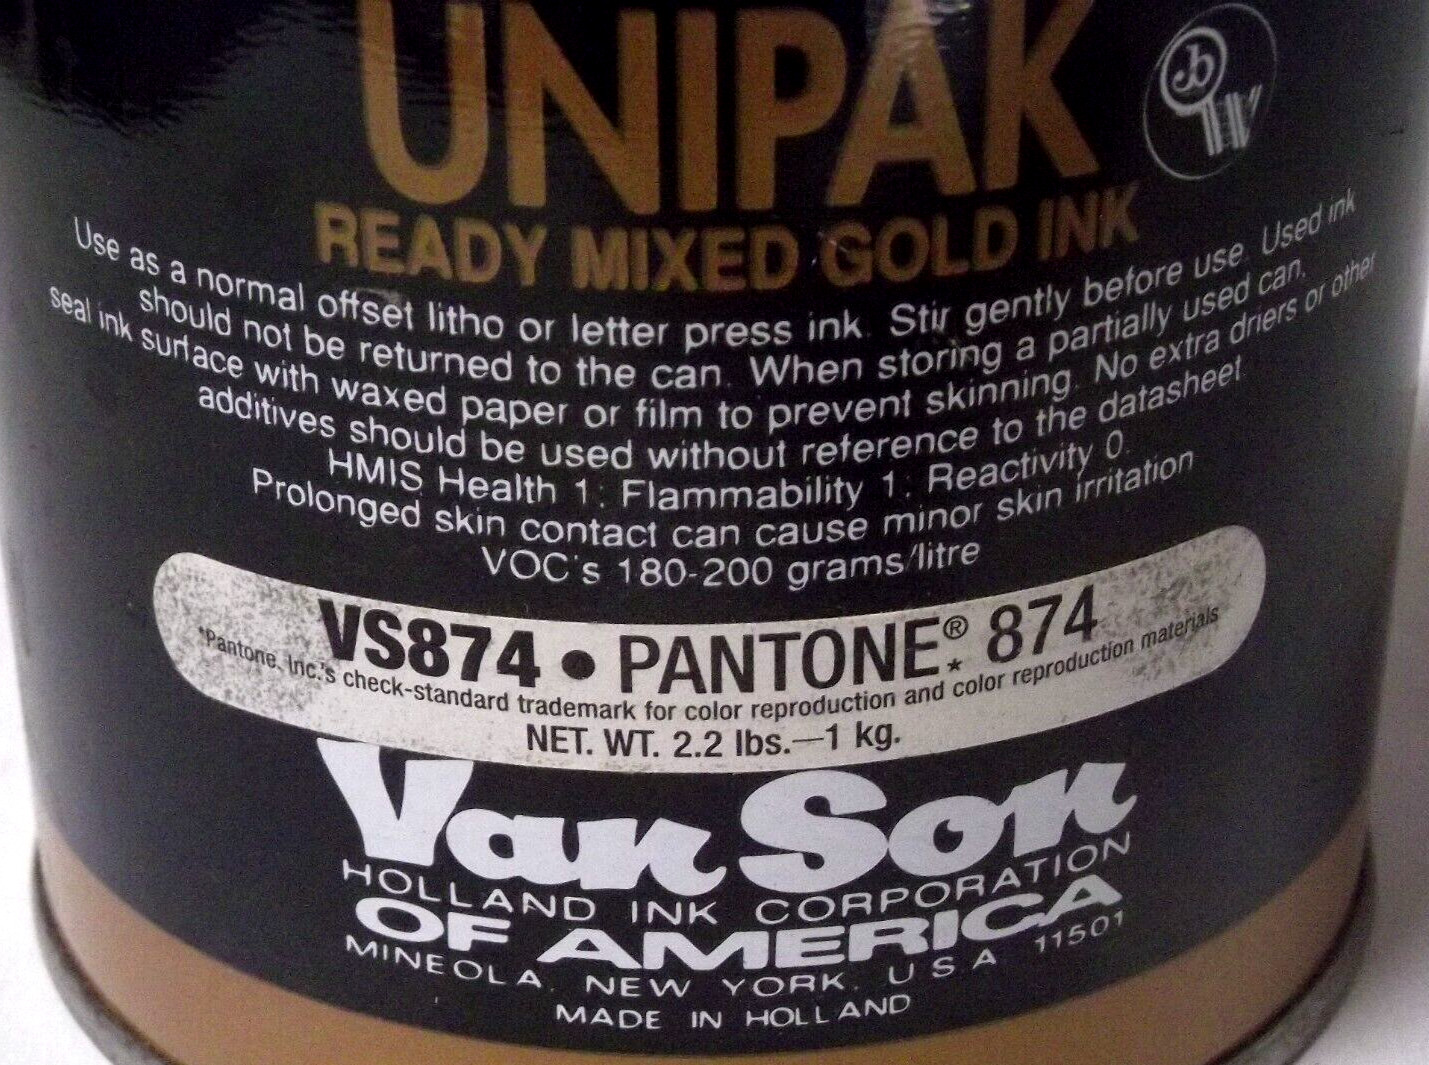 UNIPAK
READY MIXED GOLD INK
Use as a normal offset litho or letter press ink. Stir gently before use. Used ink
should not be returned to the can. When storing a partially used can,
seal ink surface with waxed paper or film to prevent skinning. No extra driers or other
additives should be used without reference to the datasheet.
HMIS Health 1: Flammability 1: Reactivity 0.
Prolonged skin contact can cause minor skin irritation
VOC's 180-200 grams/litre
VS874 • PANTONE®* 874
*Pantone, Inc.'s check-standard trademark for color reproduction and color reproduction materials
NET. WT. 2.2 lbs.—1 kg.
Van Son
HOLLAND INK CORPORATION
OF AMERICA
MINEOLA. NEW YORK. U S A 11501
MADE IN HOLLAND